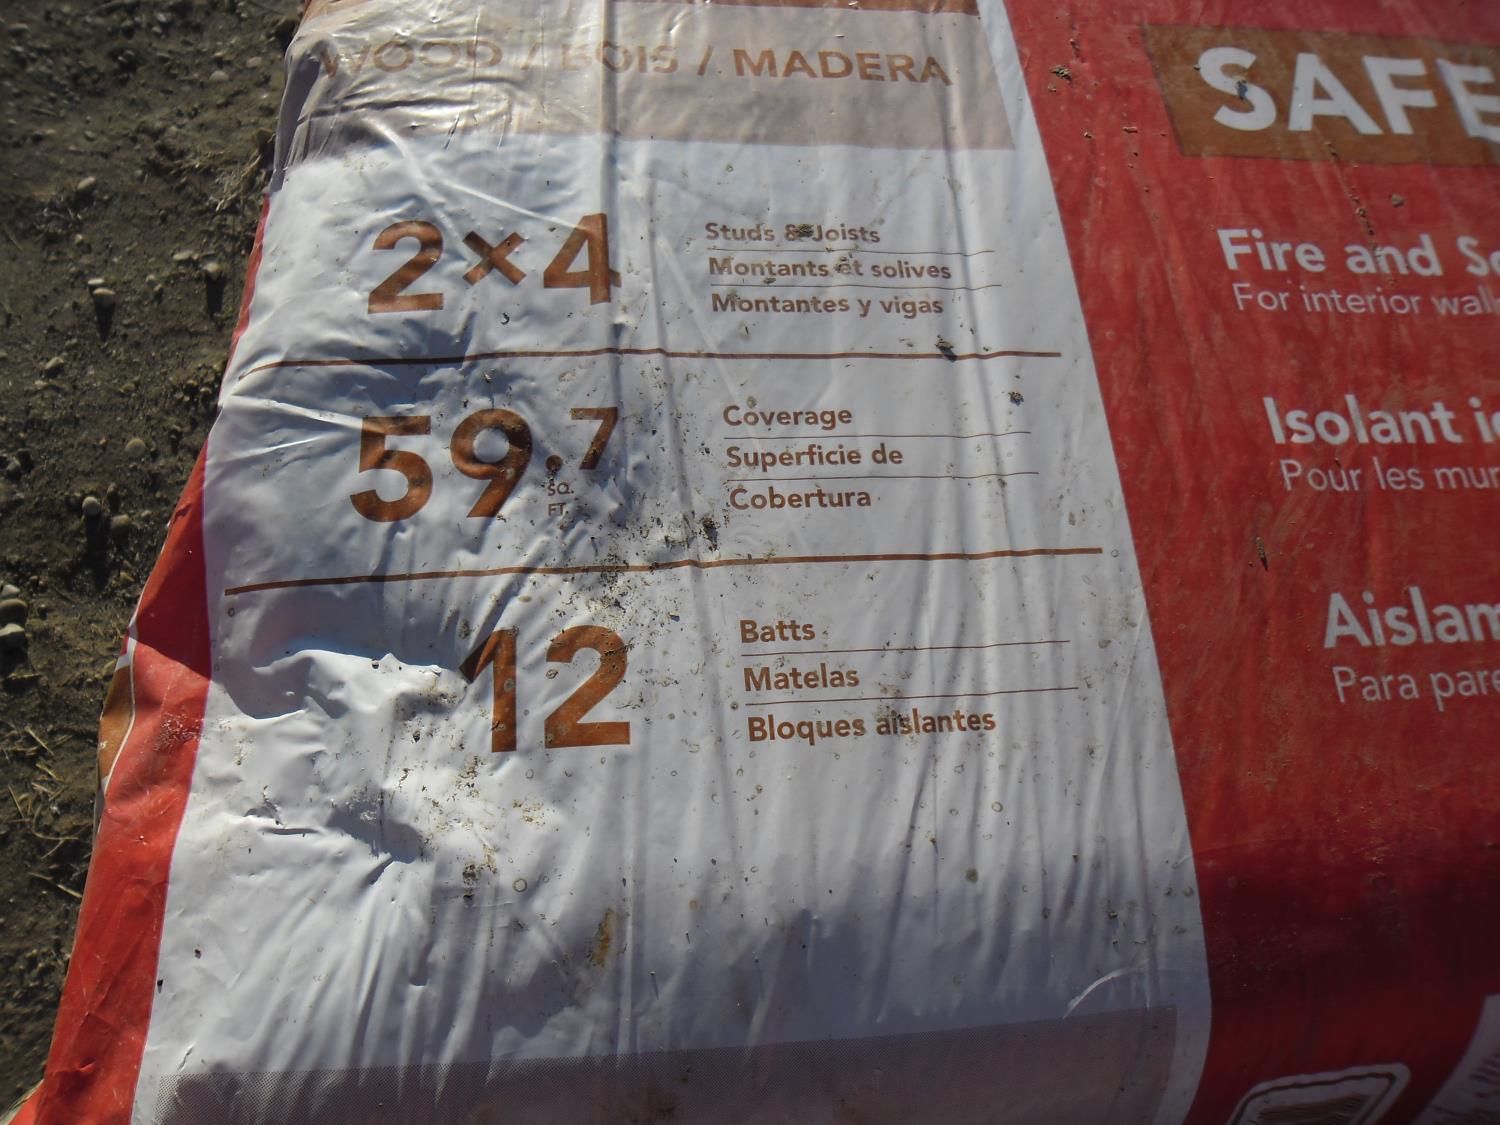 WOOD / BOIS / MADERA
2×4
Studs & Joists
Montants et solives
Montantes y vigas
59.7
SQ.
FT.
Coverage
Superficie de
Cobertura
12
Batts
Matelas
Bloques aislantes
SAFE
Fire and So
For interior wall
Isolant i
Pour les mur
Aislam
Para pare